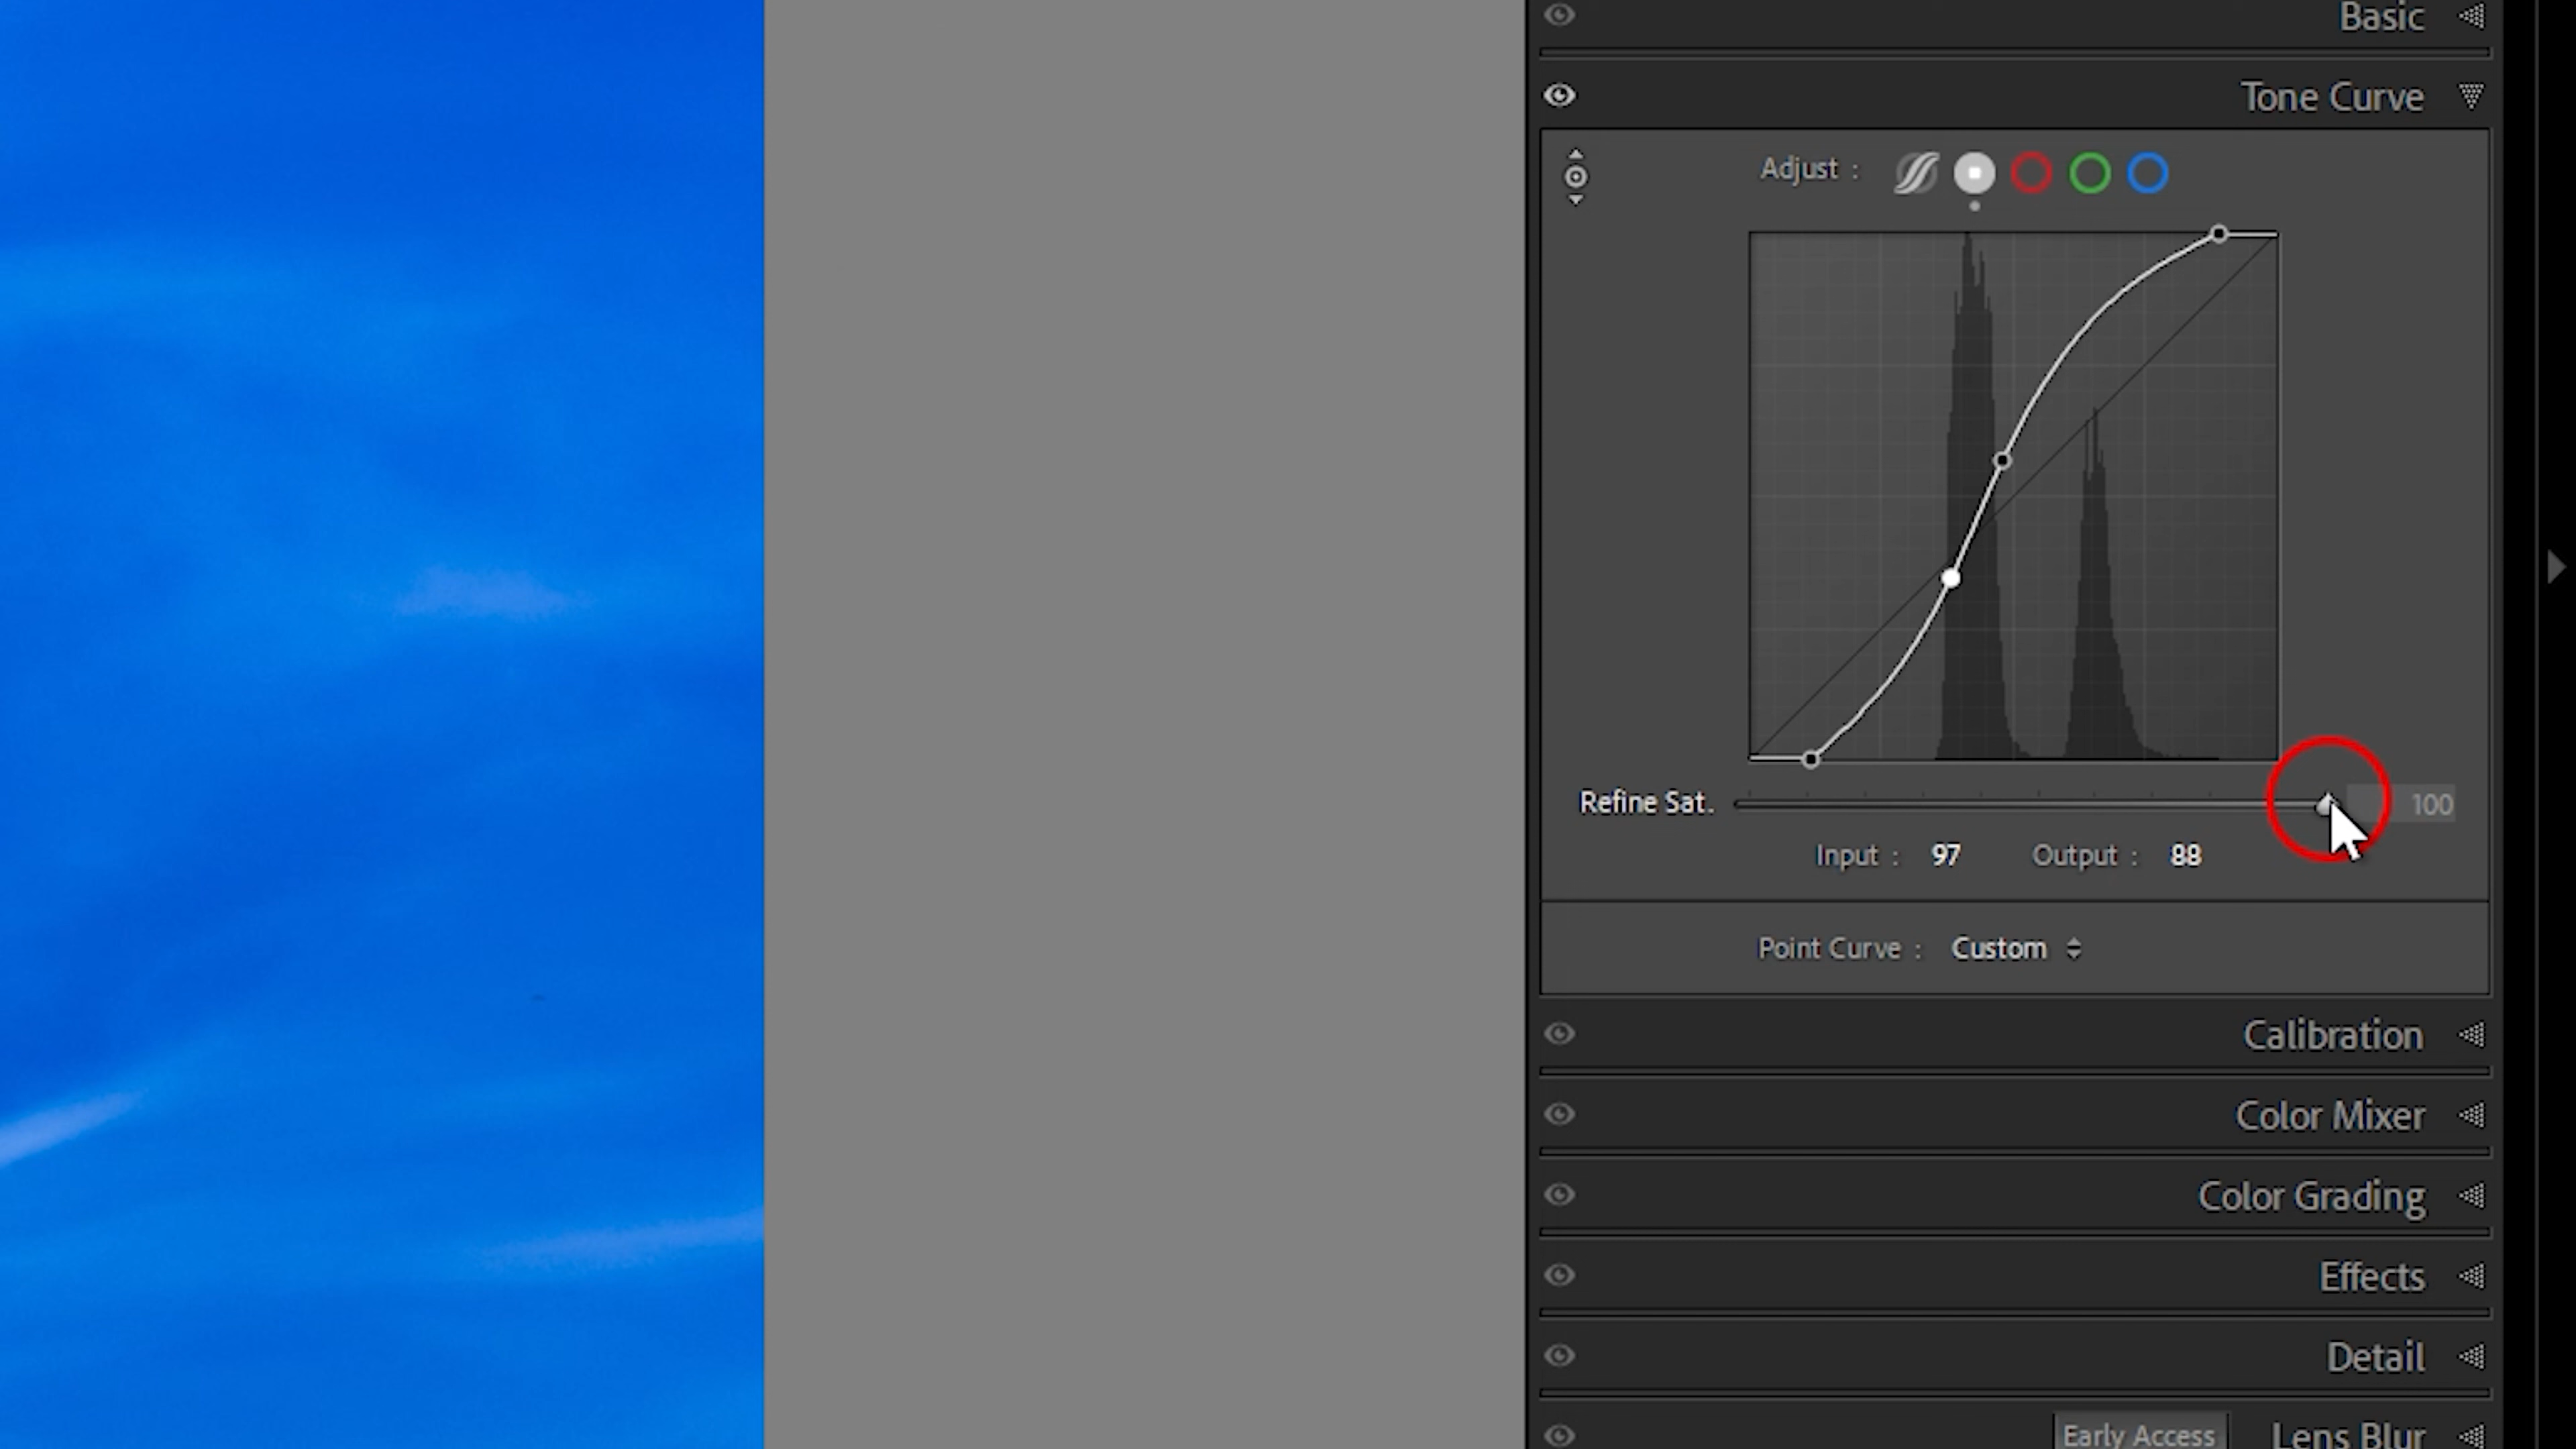 Basic
Tone Curve
Adjust :
Refine Sat. 100
Input : 97 Output : 88
Point Curve : Custom
Calibration
Color Mixer
Color Grading
Effects
Detail
Early Access Lens Blur